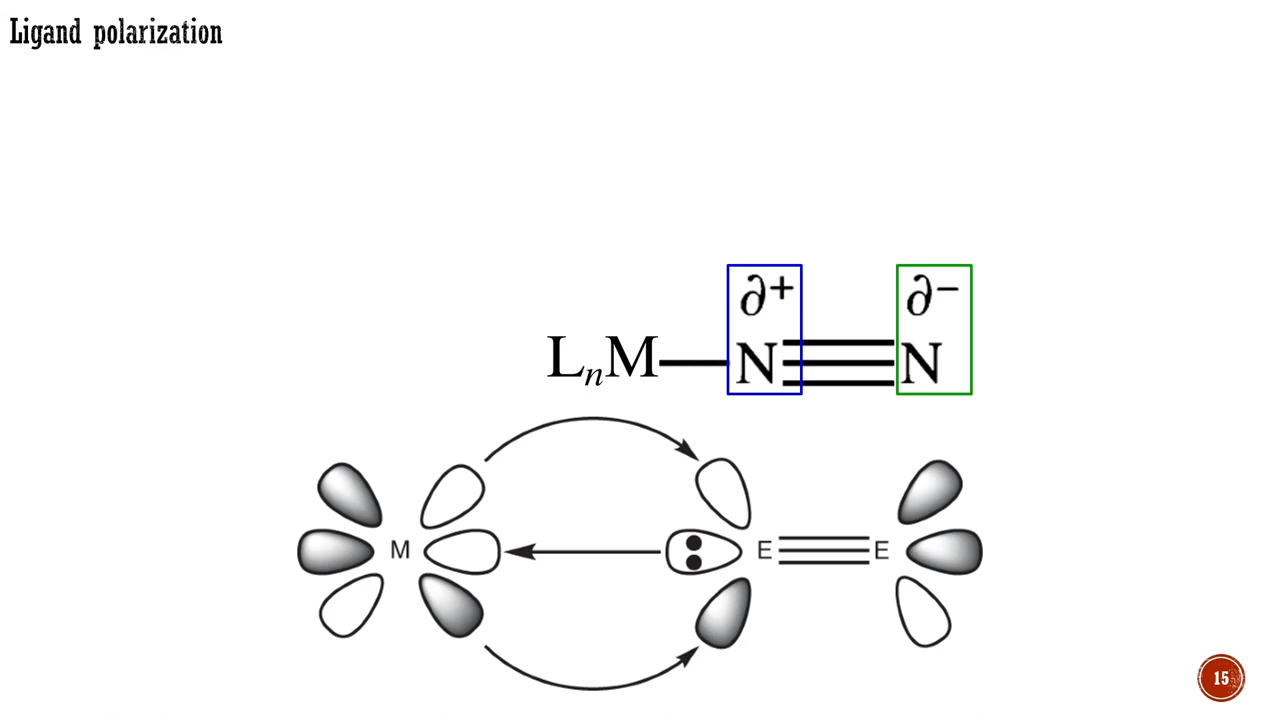 Ligand polarization
∂+ ∂−
LnM—N≡N
M E≡E
15